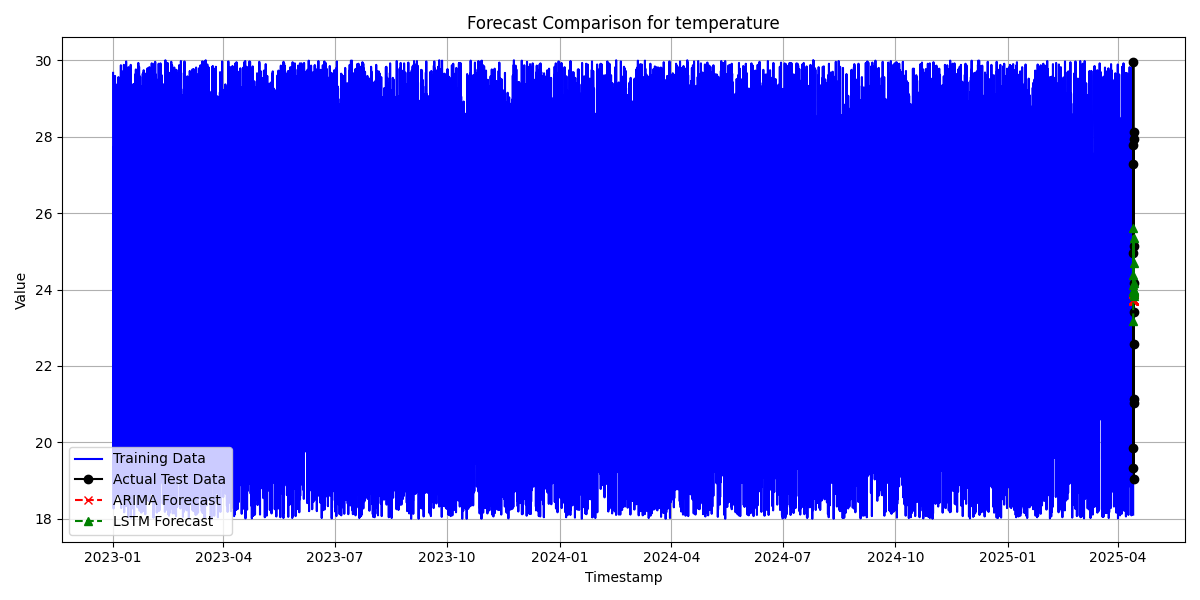 Forecast Comparison for temperature
Value
30
28
26
24
22
20
18
Training Data
Actual Test Data
ARIMA Forecast
LSTM Forecast
2023-01 2023-04 2023-07 2023-10 2024-01 2024-04 2024-07 2024-10 2025-01 2025-04
Timestamp